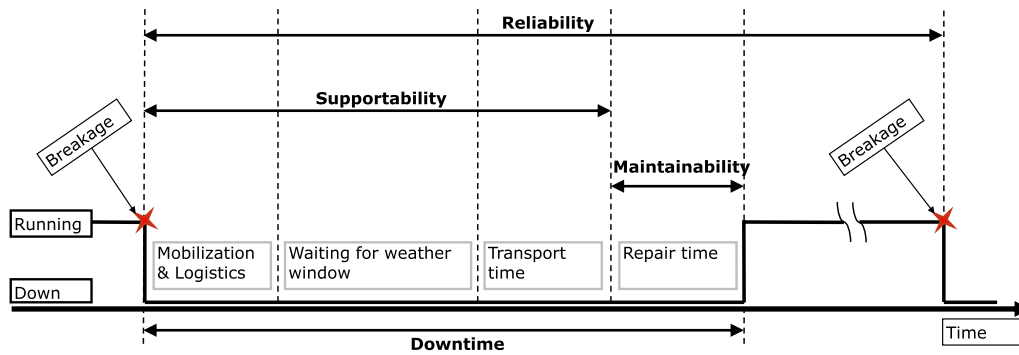 Reliability
Supportability
Maintainability
Breakage
Breakage
Running
Mobilization
& Logistics
Waiting for weather
window
Transport
time
Repair time
Down
Time
Downtime